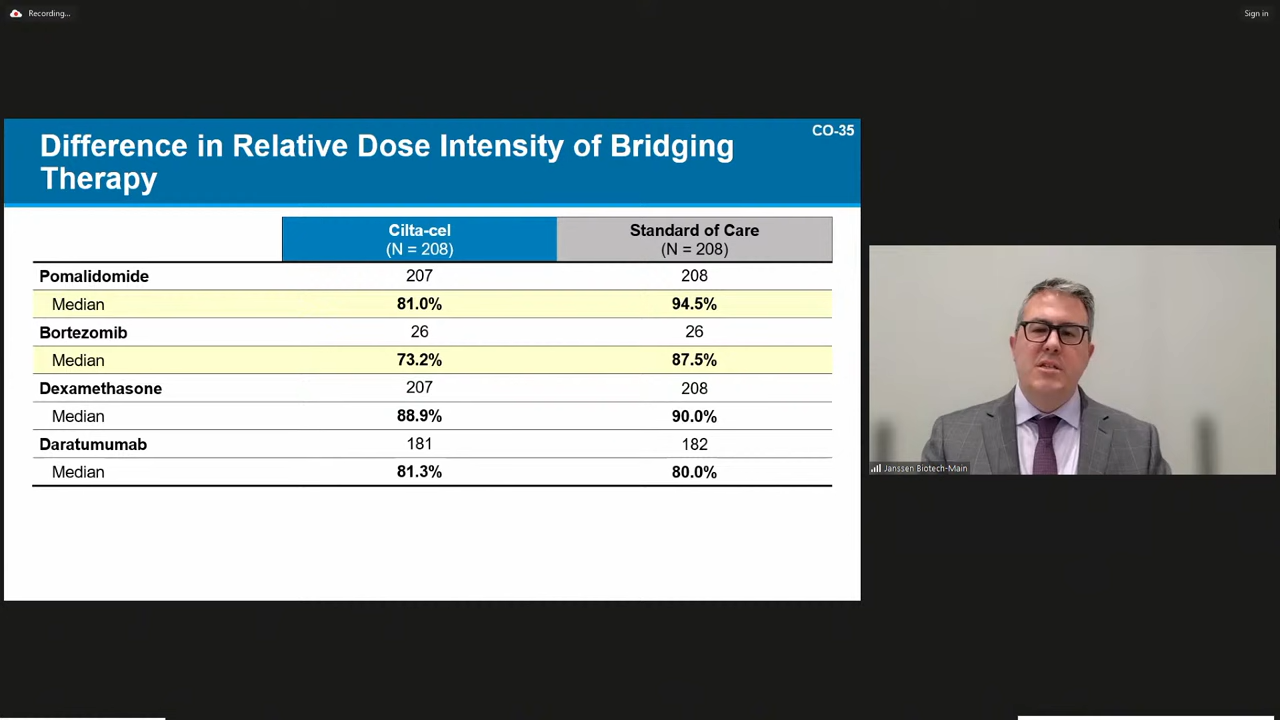 Recording...
Sign in
CO-35
Difference in Relative Dose Intensity of Bridging
Therapy
Cilta-cel Standard of Care
(N = 208) (N = 208)
Pomalidomide 207 208
Median 81.0% 94.5%
Bortezomib 26 26
Median 73.2% 87.5%
Dexamethasone 207 208
Median 88.9% 90.0%
Daratumumab 181 182
Median 81.3% 80.0%
Janssen Biotech-Main